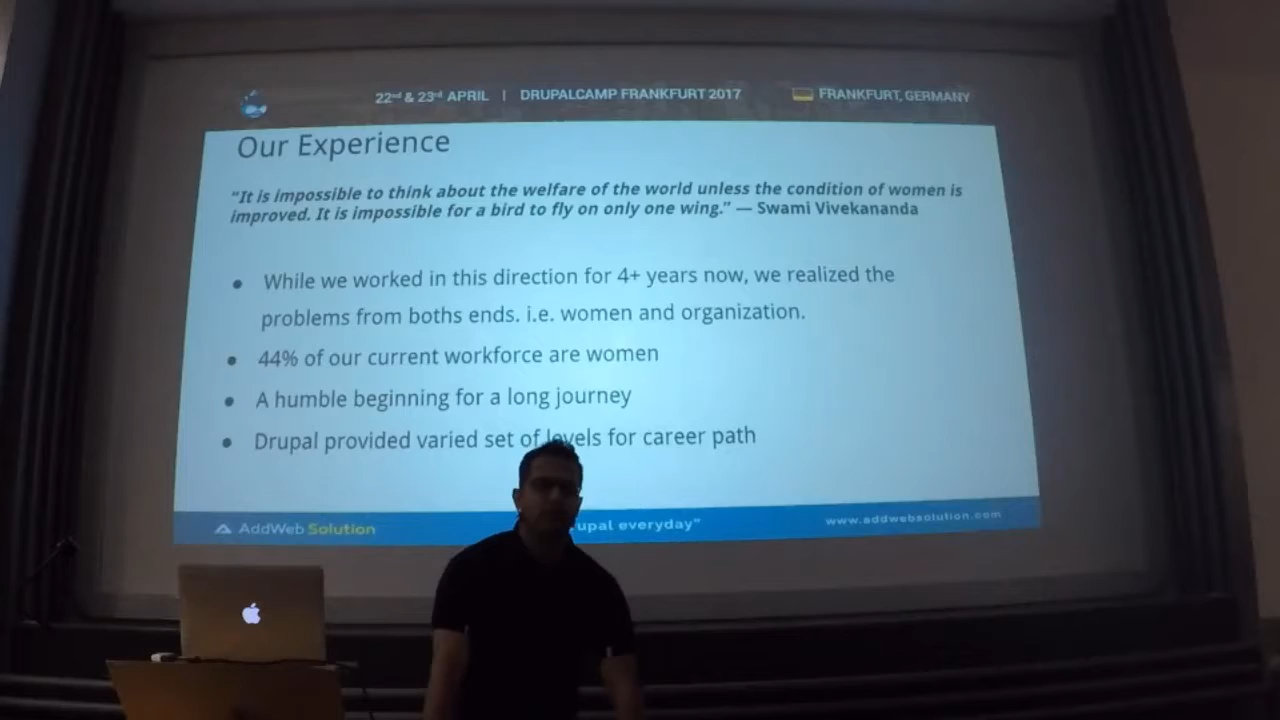 22nd & 23rd APRIL | DRUPALCAMP FRANKFURT 2017 FRANKFURT, GERMANY
Our Experience
“It is impossible to think about the welfare of the world unless the condition of women is
improved. It is impossible for a bird to fly on only one wing.” — Swami Vivekananda
● While we worked in this direction for 4+ years now, we realized the
problems from boths ends. i.e. women and organization.
● 44% of our current workforce are women
● A humble beginning for a long journey
● Drupal provided varied set of levels for career path
AddWeb Solution everyday” www.addwebsolution.com